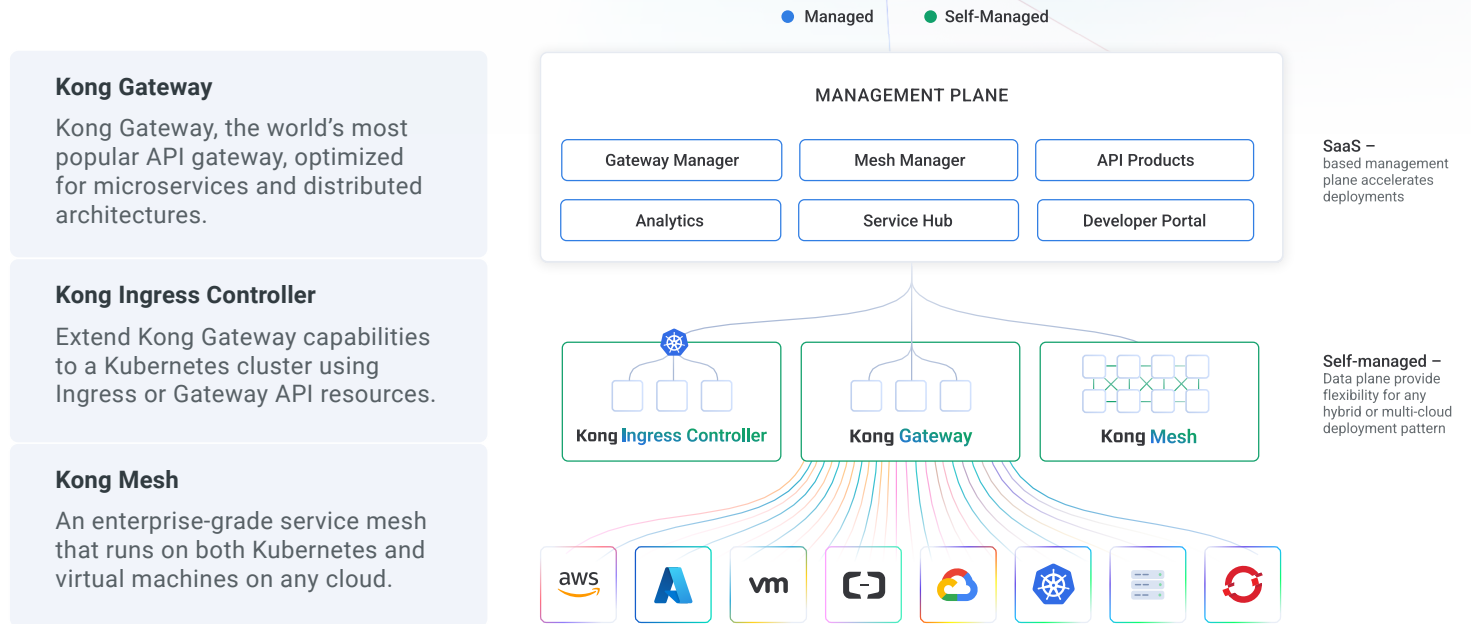 Managed
Self-Managed
Kong Gateway
Kong Gateway, the world’s most
popular API gateway, optimized
for microservices and distributed
architectures.
Kong Ingress Controller
Extend Kong Gateway capabilities
to a Kubernetes cluster using
Ingress or Gateway API resources.
Kong Mesh
An enterprise-grade service mesh
that runs on both Kubernetes and
virtual machines on any cloud.
MANAGEMENT PLANE
Gateway Manager
Mesh Manager
API Products
Analytics
Service Hub
Developer Portal
SaaS –
based management
plane accelerates
deployments
Kong Ingress Controller
Kong Gateway
Kong Mesh
Self-managed –
Data plane provide
flexibility for any
hybrid or multi-cloud
deployment pattern
aws
vm